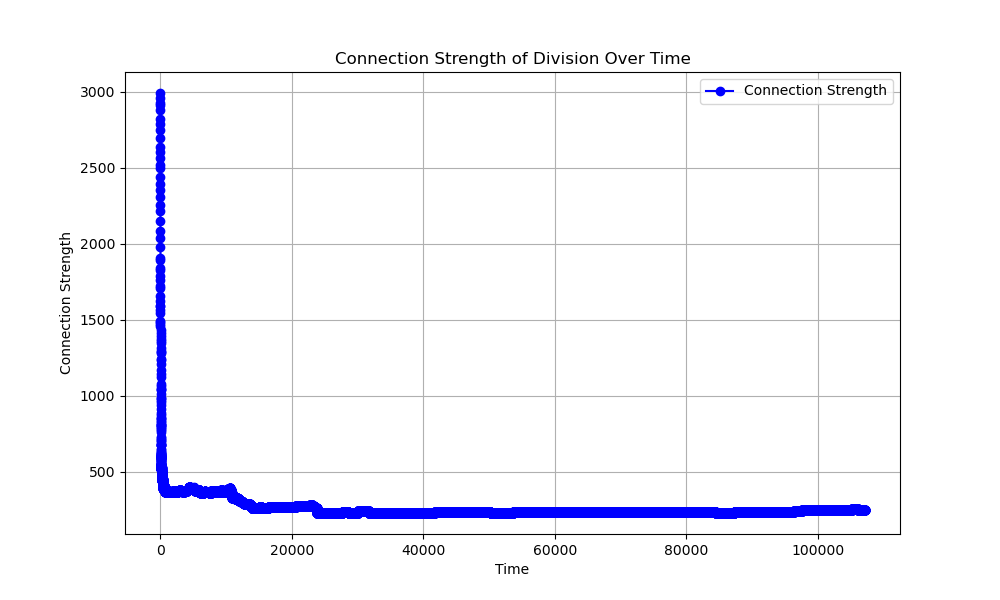 Connection Strength of Division Over Time
Connection Strength
3000
2500
2000
1500
1000
500
Connection Strength
0 20000 40000 60000 80000 100000
Time